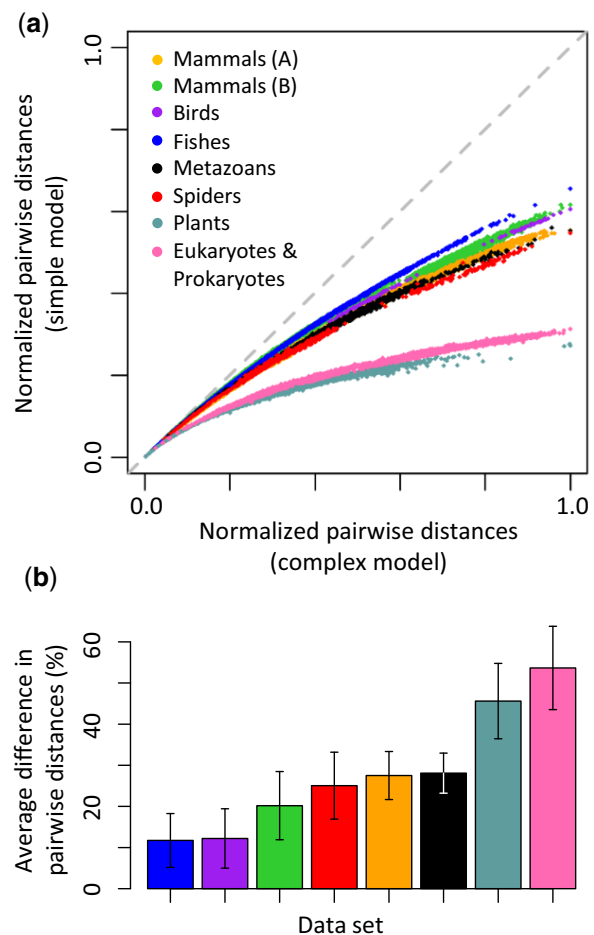 (a)
1.0
Normalized pairwise distances
(simple model)
0.0
Mammals (A)
Mammals (B)
Birds
Fishes
Metazoans
Spiders
Plants
Eukaryotes &
Prokaryotes
0.0
1.0
Normalized pairwise distances
(complex model)
(b)
Average difference in
pairwise distances (%)
60
40
20
0
Data set